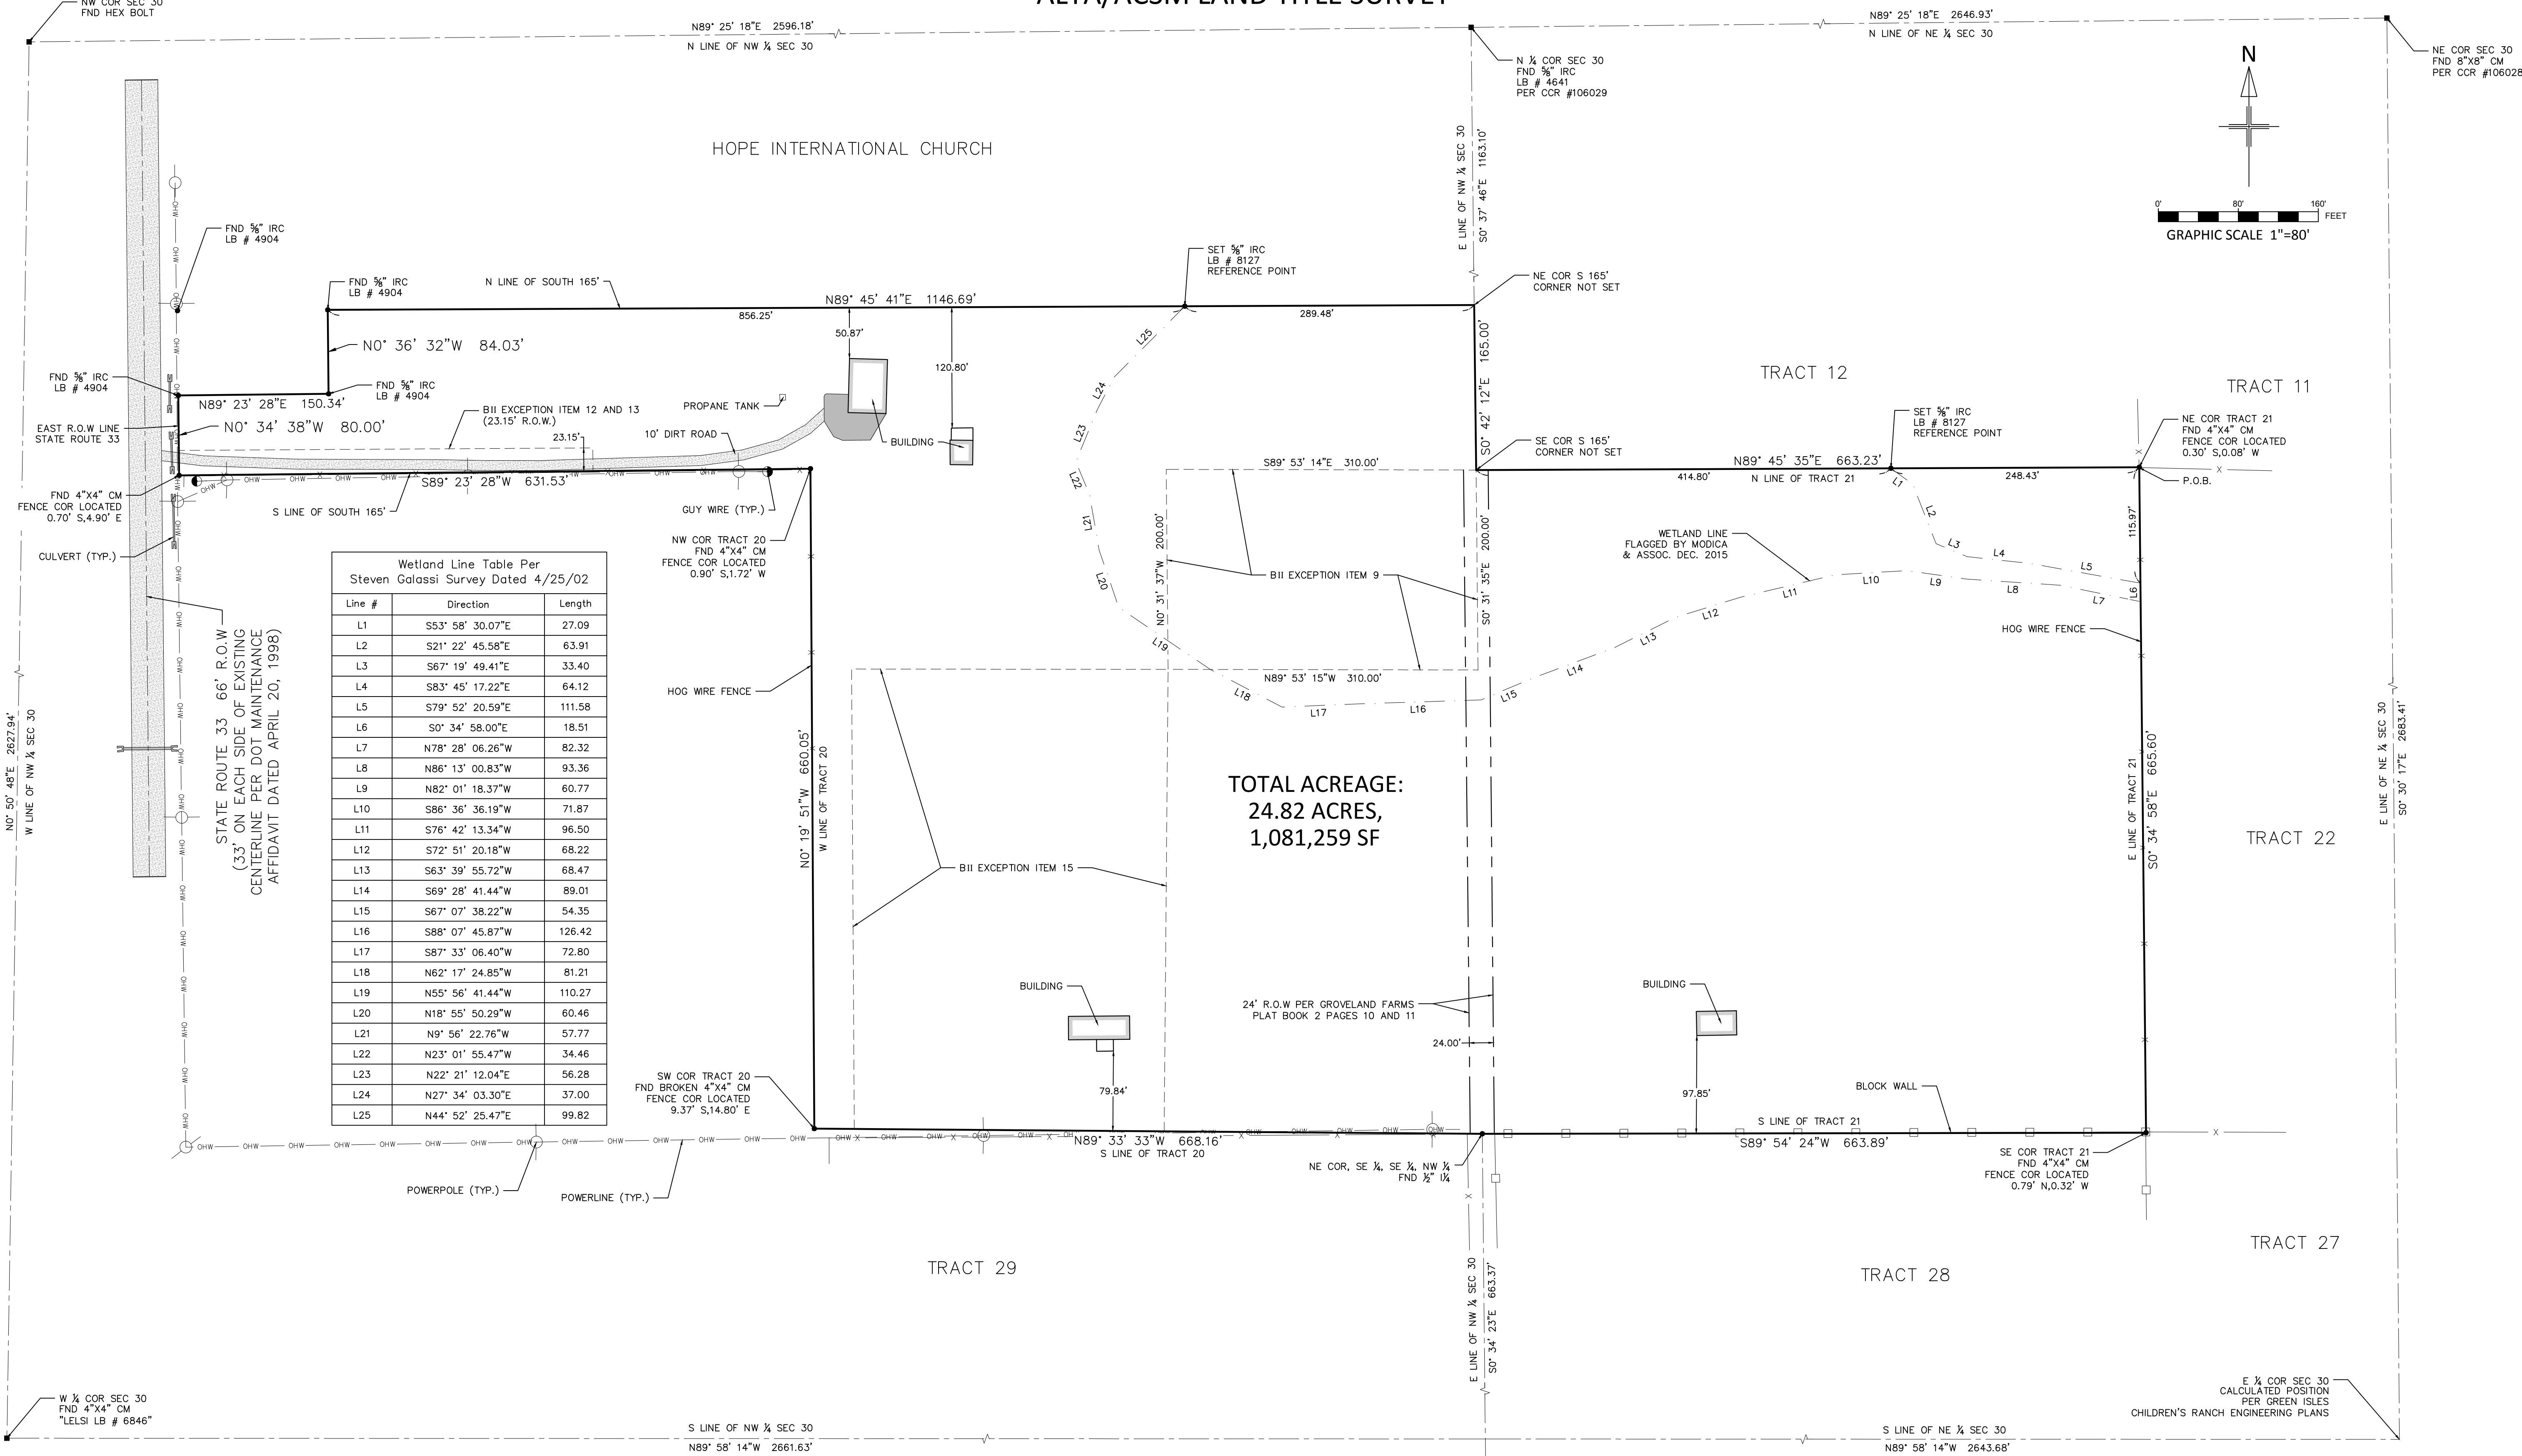 ALTA/ACSM LAND TITLE SURVEY
NW COR SEC 30
FND HEX BOLT
N89° 25' 18"E 2596.18'
N LINE OF NW ¼ SEC 30
N89° 25' 18"E 2646.93'
N LINE OF NE ¼ SEC 30
N ¼ COR SEC 30
FND ⅝" IRC
LB # 4641
PER CCR #106029
NE COR SEC 30
FND 8"X8" CM
PER CCR #106028
N
0' 80' 160'
FEET
GRAPHIC SCALE 1"=80'
HOPE INTERNATIONAL CHURCH
E LINE OF NW ¼ SEC 30
S0° 37' 46"E 1163.10'
FND ⅝" IRC
LB # 4904
FND ⅝" IRC
LB # 4904
N LINE OF SOUTH 165'
N89° 45' 41"E 1146.69'
856.25'
289.48'
SET ⅝" IRC
LB # 8127
REFERENCE POINT
NE COR S 165'
CORNER NOT SET
N0° 36' 32"W 84.03'
50.87'
120.80'
L25
L24
L23
L22
L21
L20
L19
L18
L17
L16
L15
L14
L13
L12
L11
L10
L9
L8
L7
L6
L5
L4
L3
L2
L1
S0° 42' 12"E 165.00'
TRACT 12
TRACT 11
FND ⅝" IRC
LB # 4904
FND ⅝" IRC
LB # 4904
N89° 23' 28"E 150.34'
N0° 34' 38"W 80.00'
EAST R.O.W LINE
STATE ROUTE 33
BII EXCEPTION ITEM 12 AND 13
(23.15' R.O.W.)
23.15'
10' DIRT ROAD
PROPANE TANK
BUILDING
SET ⅝" IRC
LB # 8127
REFERENCE POINT
NE COR TRACT 21
FND 4"X4" CM
FENCE COR LOCATED
0.30' S,0.08' W
P.O.B.
SE COR S 165'
CORNER NOT SET
N89° 45' 35"E 663.23'
414.80'
N LINE OF TRACT 21
248.43'
115.97'
S89° 53' 14"E 310.00'
FND 4"X4" CM
FENCE COR LOCATED
0.70' S,4.90' E
S89° 23' 28"W 631.53'
S LINE OF SOUTH 165'
GUY WIRE (TYP.)
NW COR TRACT 20
FND 4"X4" CM
FENCE COR LOCATED
0.90' S,1.72' W
CULVERT (TYP.)
N0° 31' 37"W 200.00'
S0° 31' 35"E 200.00'
BII EXCEPTION ITEM 9
WETLAND LINE
FLAGGED BY MODICA
& ASSOC. DEC. 2015
HOG WIRE FENCE
HOG WIRE FENCE
N89° 53' 15"W 310.00'
STATE ROUTE 33 66' R.O.W
(33' ON EACH SIDE OF EXISTING
CENTERLINE PER DOT MAINTENANCE
AFFIDAVIT DATED APRIL 20, 1998)
Wetland Line Table Per
Steven Galassi Survey Dated 4/25/02
Line # Direction Length
L1 S53° 58' 30.07"E 27.09
L2 S21° 22' 45.58"E 63.91
L3 S67° 19' 49.41"E 33.40
L4 S83° 45' 17.22"E 64.12
L5 S79° 52' 20.59"E 111.58
L6 S0° 34' 58.00"E 18.51
L7 N78° 28' 06.26"W 82.32
L8 N86° 13' 00.83"W 93.36
L9 N82° 01' 18.37"W 60.77
L10 S86° 36' 36.19"W 71.87
L11 S76° 42' 13.34"W 96.50
L12 S72° 51' 20.18"W 68.22
L13 S63° 39' 55.72"W 68.47
L14 S69° 28' 41.44"W 89.01
L15 S67° 07' 38.22"W 54.35
L16 S88° 07' 45.87"W 126.42
L17 S87° 33' 06.40"W 72.80
L18 N62° 17' 24.85"W 81.21
L19 N55° 56' 41.44"W 110.27
L20 N18° 55' 50.29"W 60.46
L21 N9° 56' 22.76"W 57.77
L22 N23° 01' 55.47"W 34.46
L23 N22° 21' 12.04"E 56.28
L24 N27° 34' 03.30"E 37.00
L25 N44° 52' 25.47"E 99.82
N0° 50' 48"E 2627.94'
W LINE OF NW ¼ SEC 30
N0° 19' 51"W 660.05'
W LINE OF TRACT 20
TOTAL ACREAGE:
24.82 ACRES,
1,081,259 SF
BII EXCEPTION ITEM 15
E LINE OF TRACT 21
S0° 34' 58"E 665.60'
E LINE OF NE ¼ SEC 30
S0° 30' 17"E 2683.41'
TRACT 22
BUILDING
BUILDING
24' R.O.W PER GROVELAND FARMS
PLAT BOOK 2 PAGES 10 AND 11
24.00'
79.84'
97.85'
BLOCK WALL
SW COR TRACT 20
FND BROKEN 4"X4" CM
FENCE COR LOCATED
9.37' S,14.80' E
N89° 33' 33"W 668.16'
S LINE OF TRACT 20
S LINE OF TRACT 21
S89° 54' 24"W 663.89'
NE COR, SE ¼, SE ¼, NW ¼
FND ½" I¼
SE COR TRACT 21
FND 4"X4" CM
FENCE COR LOCATED
0.79' N,0.32' W
POWERPOLE (TYP.)
POWERLINE (TYP.)
OHW
TRACT 29
TRACT 28
TRACT 27
E LINE OF NW ¼ SEC 30
S0° 34' 23"E 663.37'
W ¼ COR SEC 30
FND 4"X4" CM
"LELSI LB # 6846"
S LINE OF NW ¼ SEC 30
N89° 58' 14"W 2661.63'
S LINE OF NE ¼ SEC 30
N89° 58' 14"W 2643.68'
E ¼ COR SEC 30
CALCULATED POSITION
PER GREEN ISLES
CHILDREN'S RANCH ENGINEERING PLANS